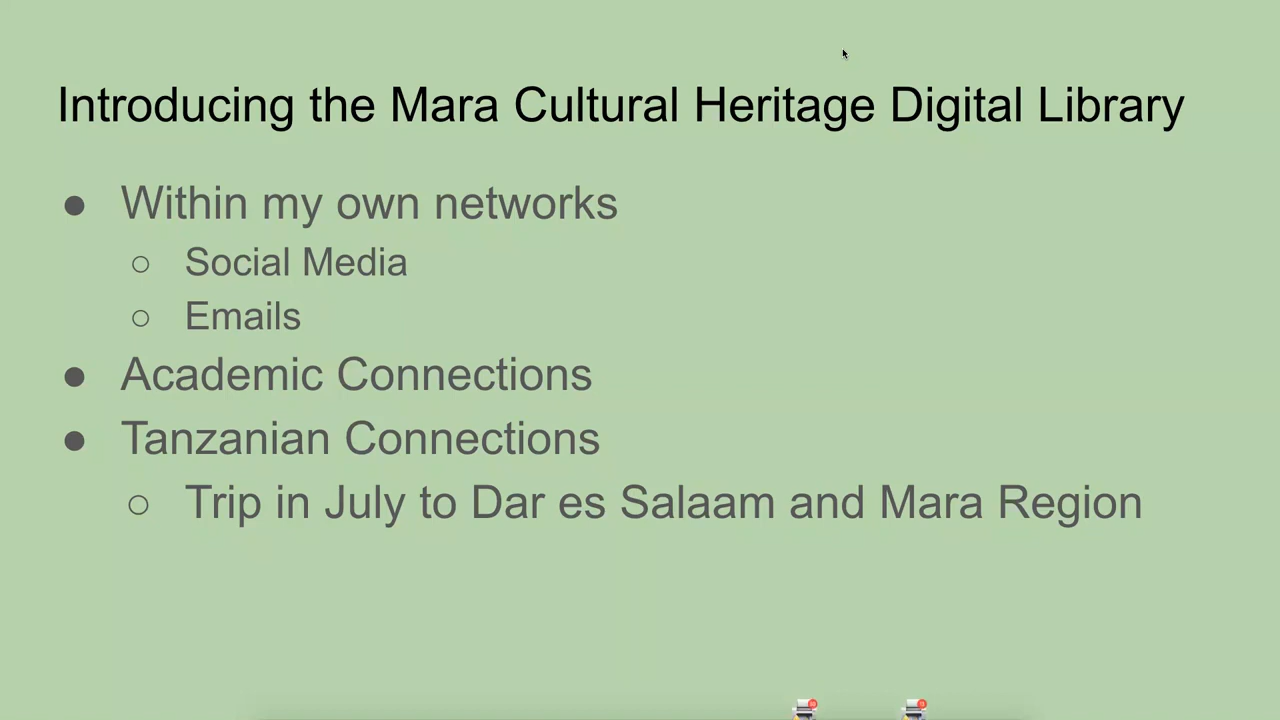 Introducing the Mara Cultural Heritage Digital Library
● Within my own networks
○ Social Media
○ Emails
● Academic Connections
● Tanzanian Connections
○ Trip in July to Dar es Salaam and Mara Region